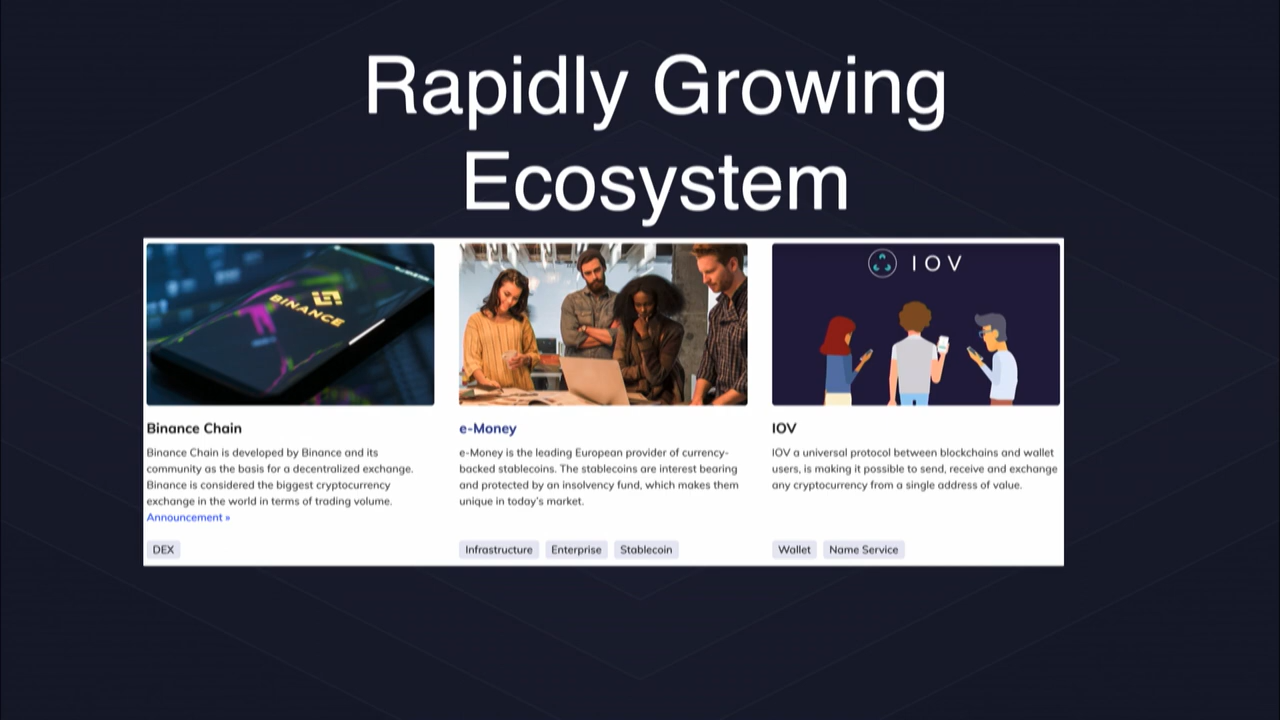 Rapidly Growing
Ecosystem
BINANCE
IOV
Binance Chain
Binance Chain is developed by Binance and its
community as the basis for a decentralized exchange.
Binance is considered the biggest cryptocurrency
exchange in the world in terms of trading volume.
Announcement »
DEX
e-Money
e-Money is the leading European provider of currency-
backed stablecoins. The stablecoins are interest bearing
and protected by an insolvency fund, which makes them
unique in today's market.
Infrastructure Enterprise Stablecoin
IOV
IOV a universal protocol between blockchains and wallet
users, is making it possible to send, receive and exchange
any cryptocurrency from a single address of value.
Wallet Name Service